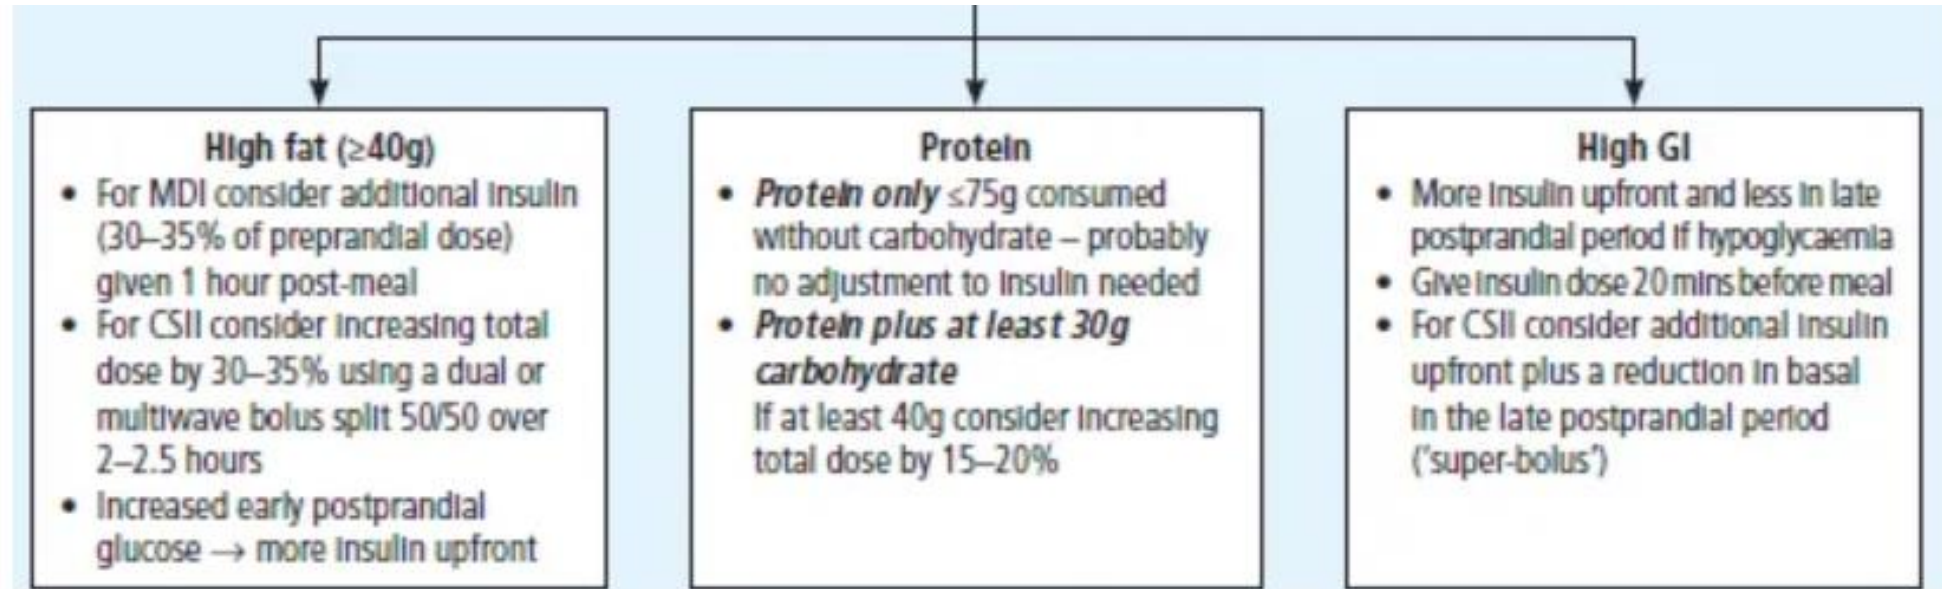 High fat (≥40g)
• For MDI consider additional insulin
(30–35% of preprandial dose)
given 1 hour post-meal
• For CSII consider increasing total
dose by 30–35% using a dual or
multiwave bolus split 50/50 over
2–2.5 hours
• Increased early postprandial
glucose → more insulin upfront
Protein
• Protein only ≤75g consumed
without carbohydrate – probably
no adjustment to insulin needed
• Protein plus at least 30g
carbohydrate
If at least 40g consider increasing
total dose by 15–20%
High GI
• More insulin upfront and less in late
postprandial period if hypoglycaemia
• Give insulin dose 20 mins before meal
• For CSII consider additional insulin
upfront plus a reduction in basal
in the late postprandial period
('super-bolus')